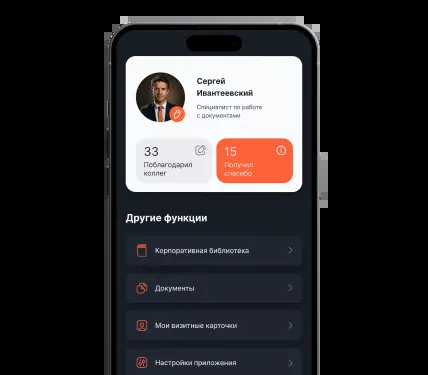 Сергей
Ивантеевский
Специалист по работе
с документами
33
Поблагодарил
коллег
15
Получил
спасибо
Другие функции
Корпоративная библиотека
Документы
Мои визитные карточки
Настройки приложения